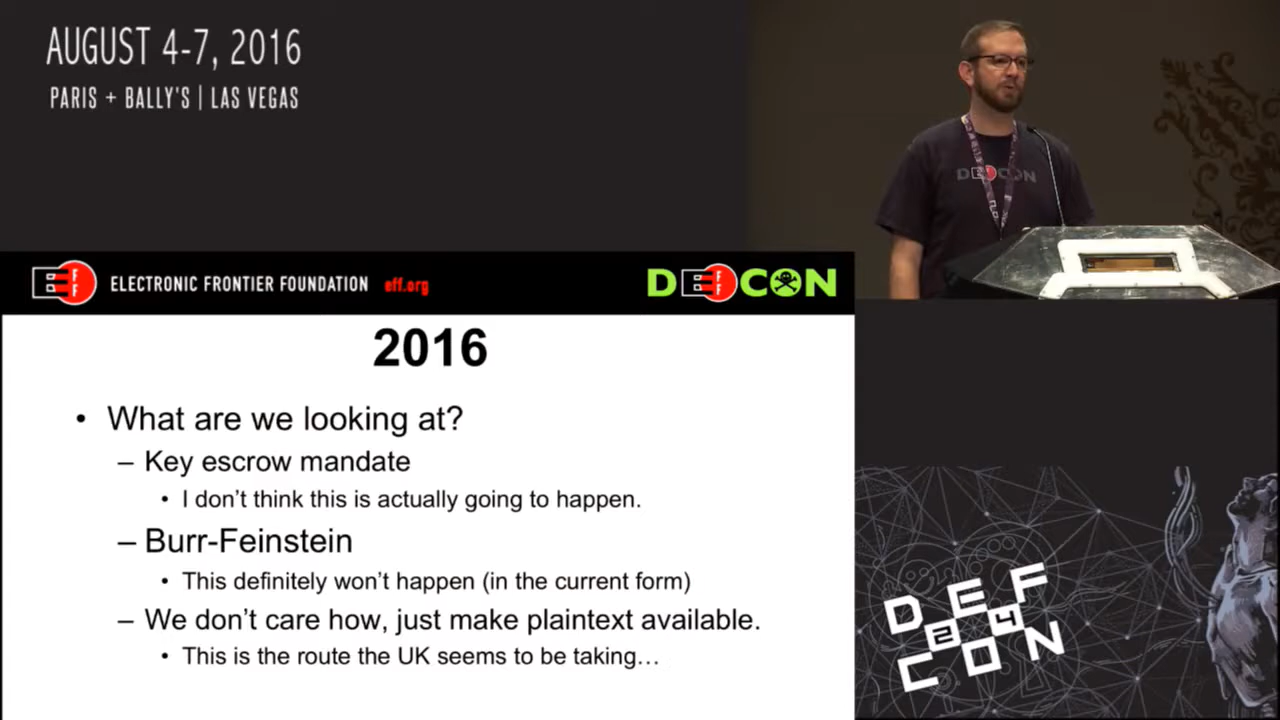 AUGUST 4-7, 2016
PARIS + BALLY'S | LAS VEGAS
DEFCON
EFF ELECTRONIC FRONTIER FOUNDATION eff.org
DEFCON
2016
• What are we looking at?
– Key escrow mandate
• I don't think this is actually going to happen.
– Burr-Feinstein
• This definitely won't happen (in the current form)
– We don't care how, just make plaintext available.
• This is the route the UK seems to be taking…
DEF
24
CON